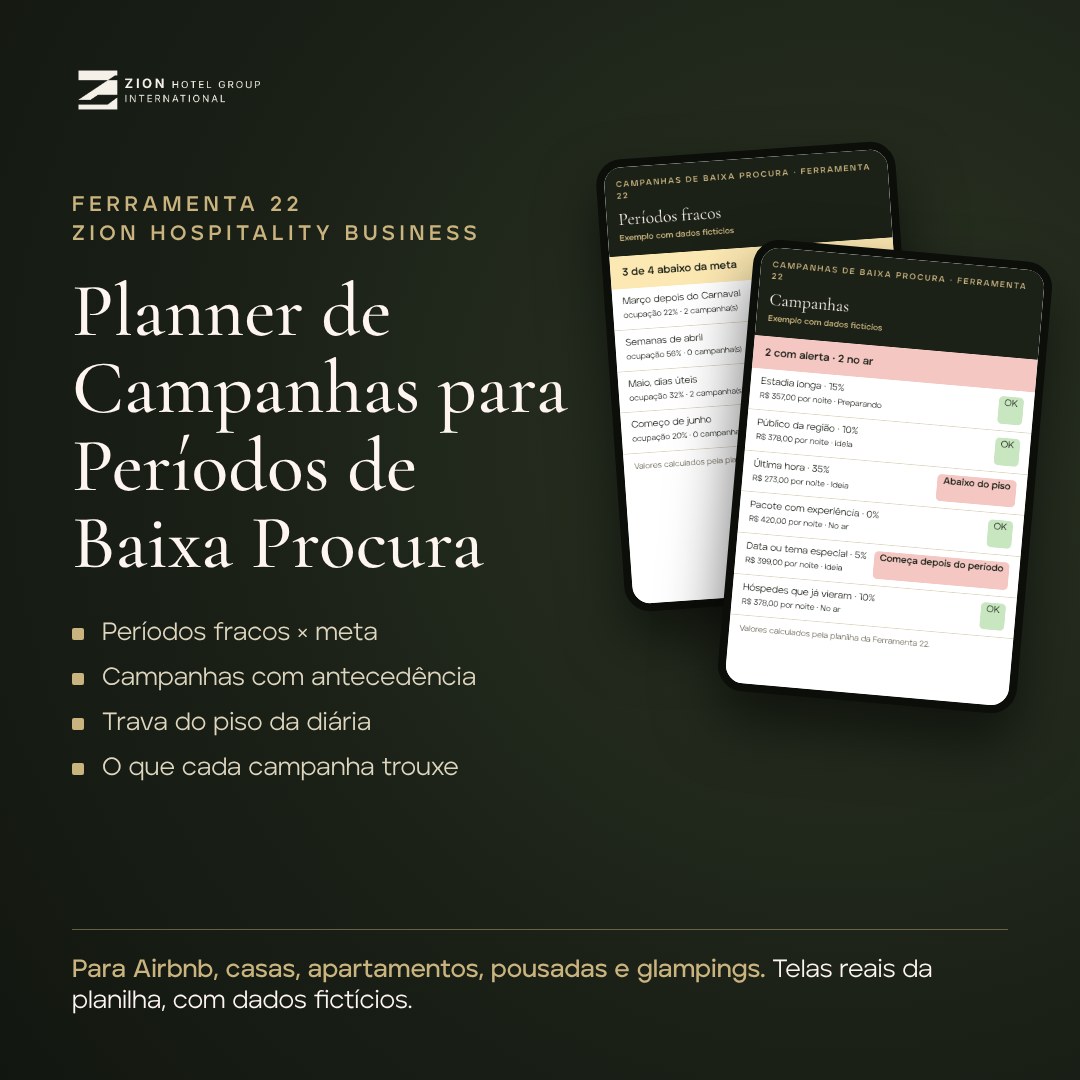 ZION HOTEL GROUP
INTERNATIONAL
FERRAMENTA 22
ZION HOSPITALITY BUSINESS
Planner de
Campanhas para
Períodos de
Baixa Procura
Períodos fracos × meta
Campanhas com antecedência
Trava do piso da diária
O que cada campanha trouxe
CAMPANHAS DE BAIXA PROCURA · FERRAMENTA
22
Períodos fracos
Exemplo com dados fictícios
3 de 4 abaixo da meta
Março depois do Carnaval
ocupação 22% · 2 campanha(s)
Semanas de abril
ocupação 56% · 0 campanha(s)
Maio, dias úteis
ocupação 32% · 2 campanha(s)
Começo de junho
ocupação 20% · 0
Valores calculados pela
CAMPANHAS DE BAIXA PROCURA · FERRAMENTA
22
Campanhas
Exemplo com dados fictícios
2 com alerta · 2 no ar
Estadia longa · 15%
R$ 357,00 por noite · Preparando
OK
Público da região · 10%
R$ 378,00 por noite · Ideia
OK
Última hora · 35%
R$ 273,00 por noite · Ideia
Abaixo do piso
Pacote com experiência · 0%
R$ 420,00 por noite · No ar
OK
Data ou tema especial · 5%
R$ 399,00 por noite · Ideia
Começa depois do período
Hóspedes que já vieram · 10%
R$ 378,00 por noite · No ar
OK
Valores calculados pela planilha da Ferramenta 22.
Para Airbnb, casas, apartamentos, pousadas e glampings. Telas reais da
planilha, com dados fictícios.